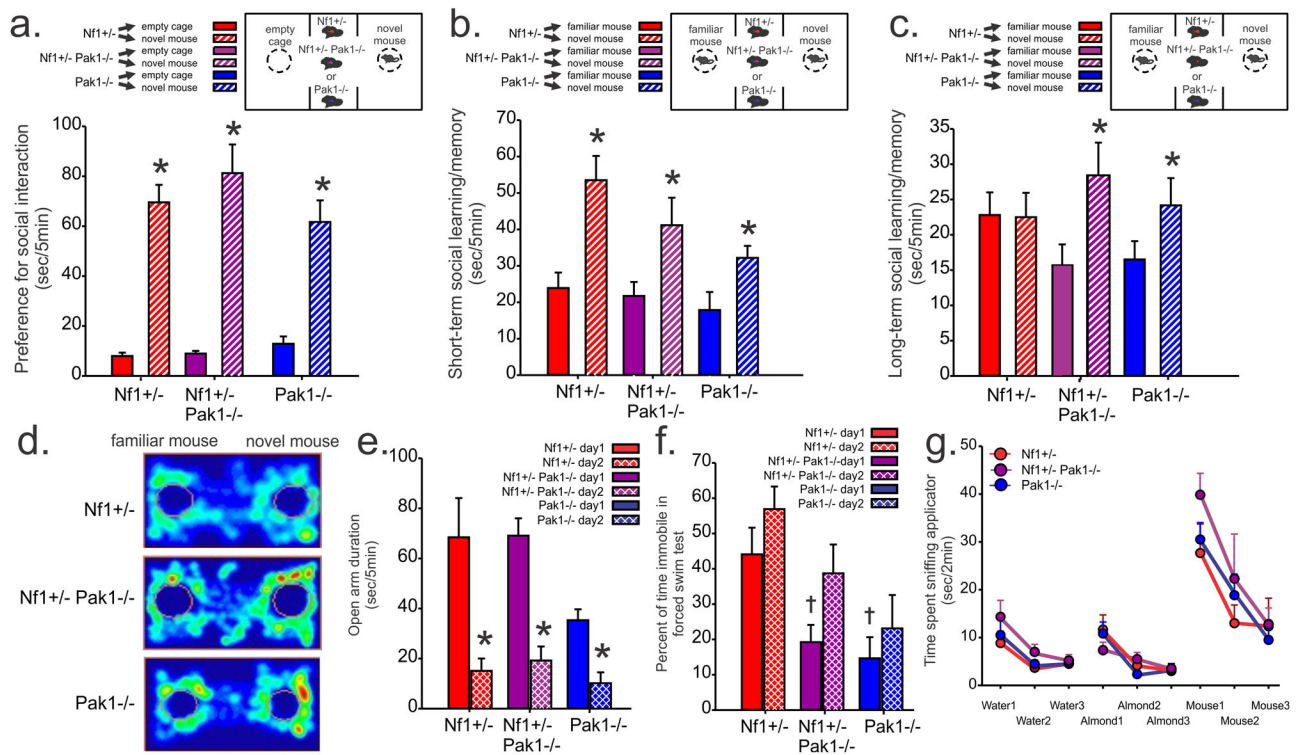 a.
Nf1+/-
empty cage
novel mouse
Nf1+/- Pak1-/-
empty cage
novel mouse
Pak1-/-
empty cage
novel mouse
empty
cage
Nf1+/-
Nf1+/- Pak1-/-
or
Pak1-/-
novel
mouse
Preference for social interaction
(sec/5min)
100
80
60
40
20
0
*
*
*
Nf1+/-
Nf1+/-
Pak1-/-
Pak1-/-
b.
Nf1+/-
familiar mouse
novel mouse
Nf1+/- Pak1-/-
familiar mouse
novel mouse
Pak1-/-
familiar mouse
novel mouse
familiar
mouse
Nf1+/-
Nf1+/- Pak1-/-
or
Pak1-/-
novel
mouse
Short-term social learning/memory
(sec/5min)
70
60
50
40
30
20
10
0
*
*
*
Nf1+/-
Nf1+/-
Pak1-/-
Pak1-/-
c.
Nf1+/-
familiar mouse
novel mouse
Nf1+/- Pak1-/-
familiar mouse
novel mouse
Pak1-/-
familiar mouse
novel mouse
familiar
mouse
Nf1+/-
Nf1+/- Pak1-/-
or
Pak1-/-
novel
mouse
Long-term social learning/memory
(sec/5min)
35
30
25
20
15
10
5
0
*
*
Nf1+/-
Nf1+/-
Pak1-/-
Pak1-/-
d.
familiar mouse novel mouse
Nf1+/-
Nf1+/- Pak1-/-
Pak1-/-
e.
Nf1+/- day1
Nf1+/- day2
Nf1+/- Pak1-/-day1
Nf1+/- Pak1-/- day2
Pak1-/- day1
Pak1-/- day2
Open arm duration
(sec/5min)
100
80
60
40
20
0
*
*
*
Nf1+/-
Nf1+/-
Pak1-/-
Pak1-/-
f.
Nf1+/- day1
Nf1+/- day2
Nf1+/- Pak1-/-day1
Nf1+/- Pak1-/- day2
Pak1-/- day1
Pak1-/- day2
Percent of time immobile in
forced swim test
70
60
50
40
30
20
10
0
†
†
Nf1+/-
Nf1+/-
Pak1-/-
Pak1-/-
g.
Nf1+/-
Nf1+/- Pak1-/-
Pak1-/-
Time spent sniffing applicator
(sec/2min)
50
40
30
20
10
0
Water1 Water3 Almond2 Mouse1 Mouse3
Water2 Almond1 Almond3 Mouse2